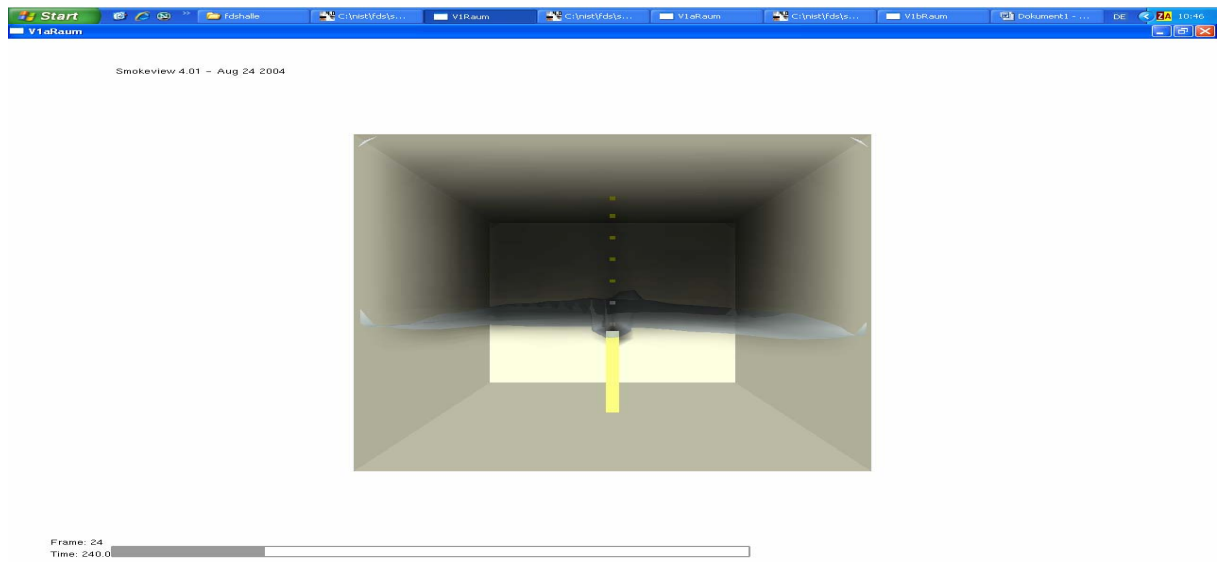 Start » fdshalle C:\nist\fds\s... V1Raum C:\nist\fds\s... V1aRaum C:\nist\fds\s... V1bRaum Dokument1 - ... DE ZA 10:46
V1aRaum
Smokeview 4.01 - Aug 24 2004
Frame: 24
Time: 240.0